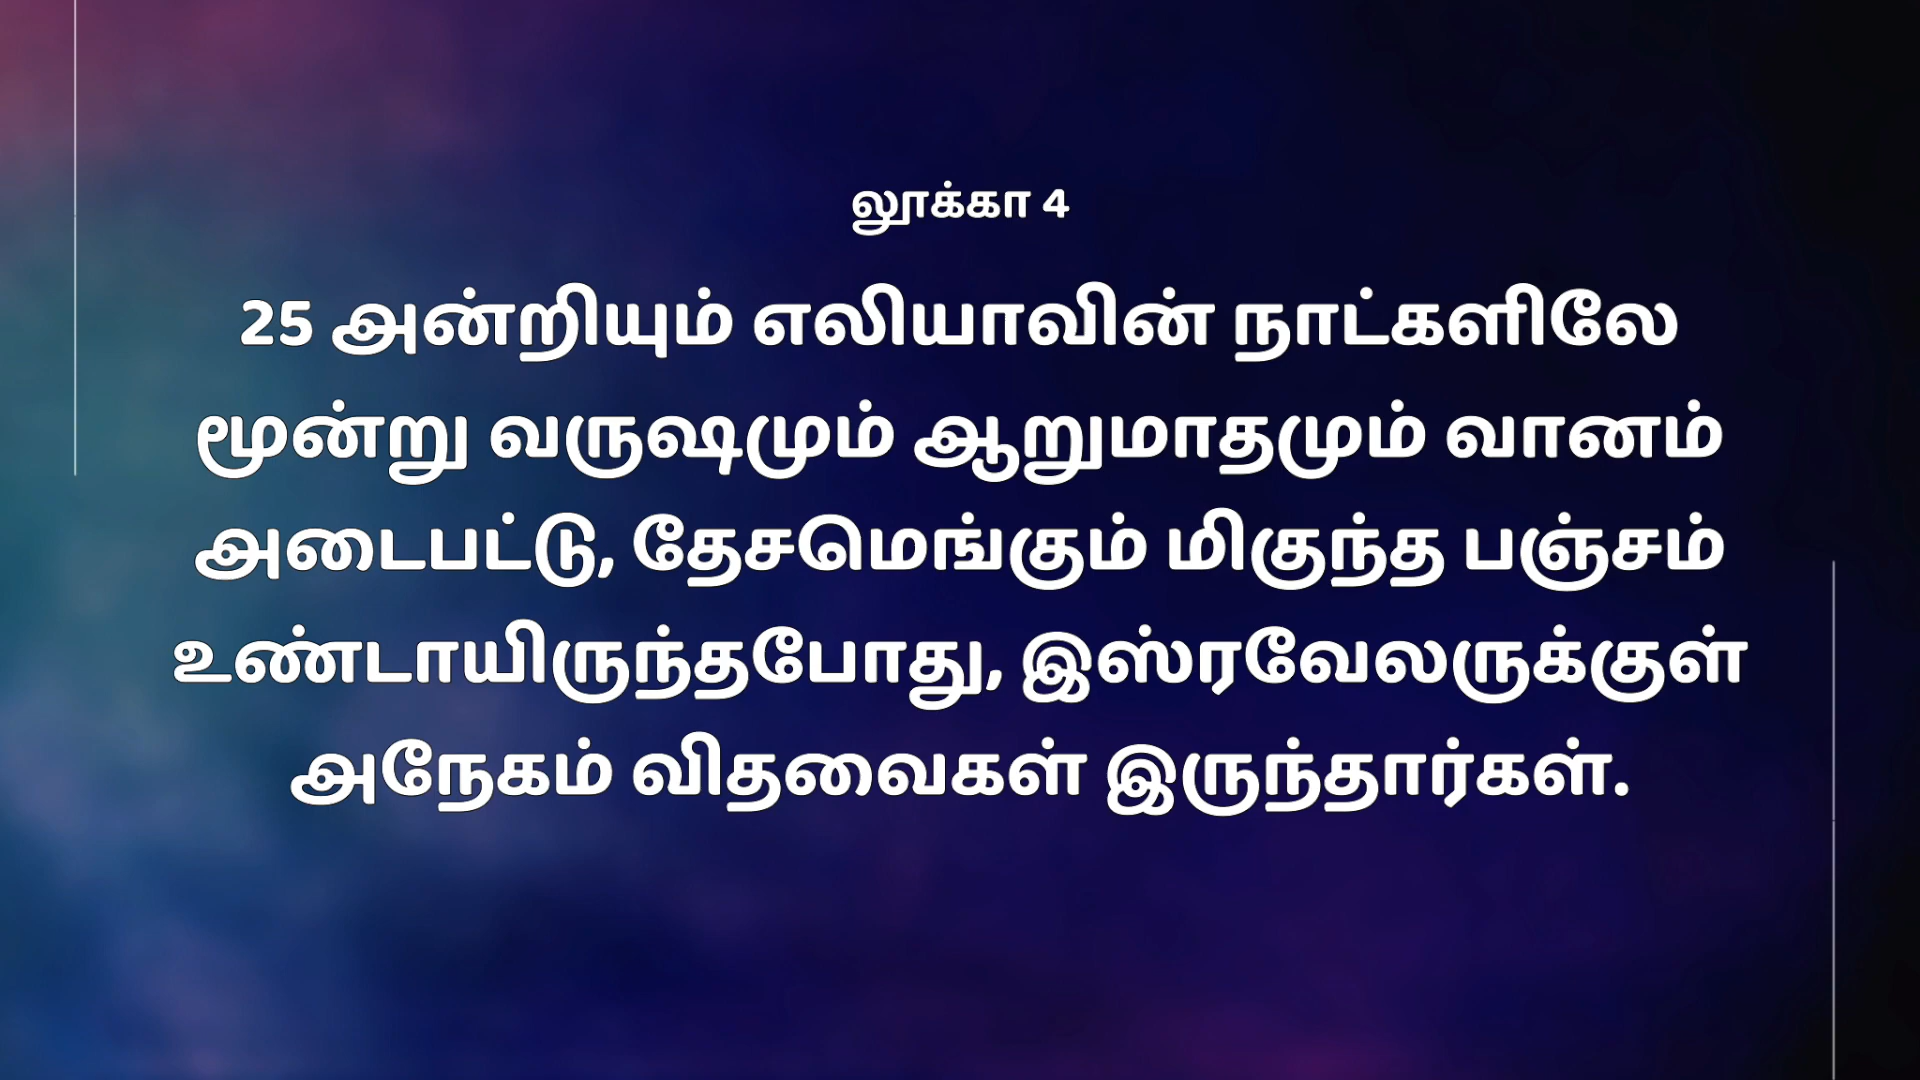 லூக்கா 4
25 அன்றியும் எலியாவின் நாட்களிலே
மூன்று வருஷமும் ஆறுமாதமும் வானம்
அடைபட்டு, தேசமெங்கும் மிகுந்த பஞ்சம்
உண்டாயிருந்தபோது, இஸ்ரவேலருக்குள்
அநேகம் விதவைகள் இருந்தார்கள்.